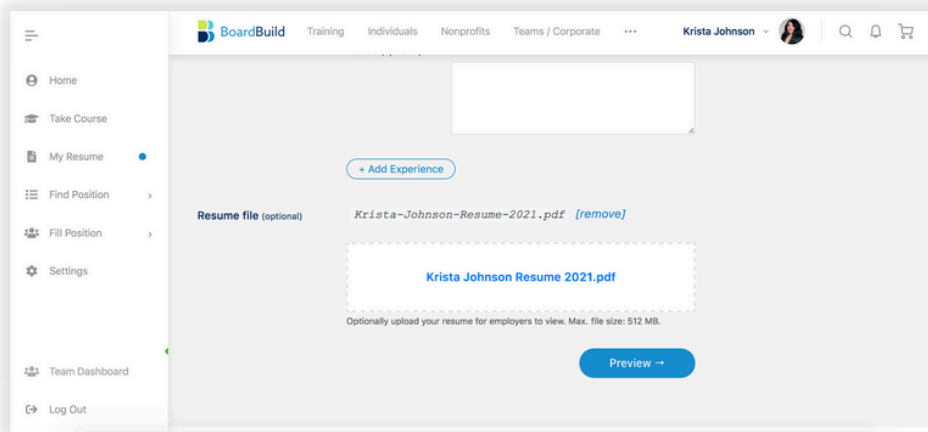 BoardBuild
Training
Individuals
Nonprofits
Teams / Corporate
Krista Johnson
Home
Take Course
My Resume
Find Position
Fill Position
Settings
Team Dashboard
Log Out
+ Add Experience
Resume file (optional)
Krista-Johnson-Resume-2021.pdf [remove]
Krista Johnson Resume 2021.pdf
Optionally upload your resume for employers to view. Max. file size: 512 MB.
Preview →